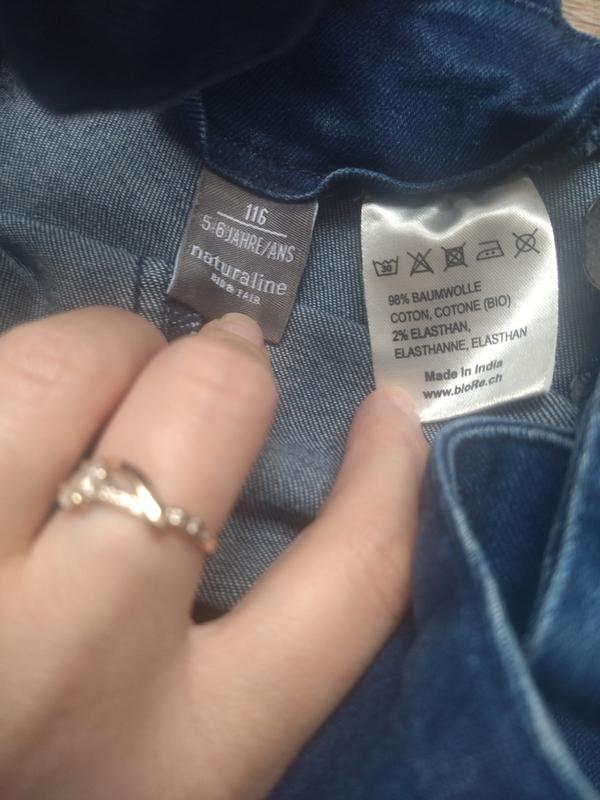 116
5-6 JAHRE/ANS
naturaline
BIO & FAIR
30
98% BAUMWOLLE
COTON, COTONE (BIO)
2% ELASTHAN,
ELASTHANNE, ELASTHAN
Made In India
www.bioRe.ch